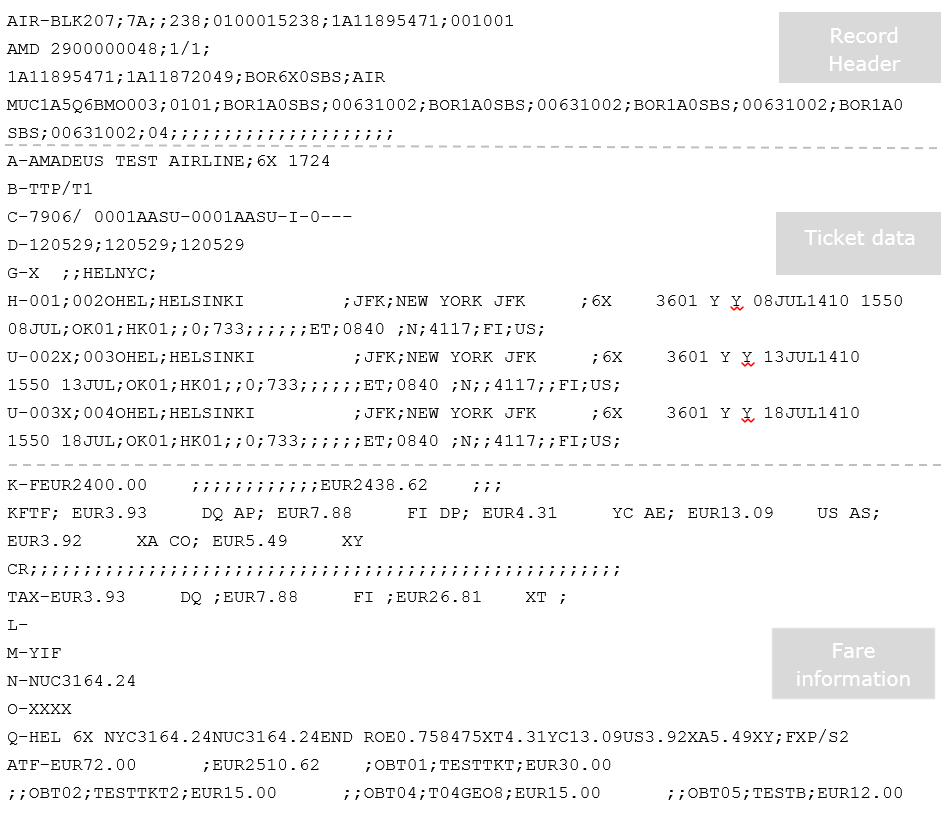 AIR-BLK207;7A;;238;0100015238;1A11895471;001001
AMD 2900000048;1/1;
1A11895471;1A11872049;BOR6X0SBS;AIR
MUC1A5Q6BMO003;0101;BOR1A0SBS;00631002;BOR1A0SBS;00631002;BOR1A0SBS;00631002;BOR1A0
SBS;00631002;04;;;;;;;;;;;;;;;;;;;;;
Record
Header
A-AMADEUS TEST AIRLINE;6X 1724
B-TTP/T1
C-7906/ 0001AASU-0001AASU-I-0---
D-120529;120529;120529
G-X  ;;HELNYC;
H-001;002OHEL;HELSINKI         ;JFK;NEW YORK JFK     ;6X    3601 Y Y 08JUL1410 1550
08JUL;OK01;HK01;;0;733;;;;;;ET;0840 ;N;4117;FI;US;
U-002X;003OHEL;HELSINKI         ;JFK;NEW YORK JFK     ;6X    3601 Y Y 13JUL1410
1550 13JUL;OK01;HK01;;0;733;;;;;;ET;0840 ;N;;4117;;FI;US;
U-003X;004OHEL;HELSINKI         ;JFK;NEW YORK JFK     ;6X    3601 Y Y 18JUL1410
1550 18JUL;OK01;HK01;;0;733;;;;;;ET;0840 ;N;;4117;;FI;US;
Ticket data
K-FEUR2400.00    ;;;;;;;;;;;;EUR2438.62    ;;;
KFTF; EUR3.93     DQ AP; EUR7.88     FI DP; EUR4.31     YC AE; EUR13.09    US AS;
EUR3.92     XA CO; EUR5.49     XY
CR;;;;;;;;;;;;;;;;;;;;;;;;;;;;;;;;;;;;;;;;;;;;;;;;;;;;;;;
TAX-EUR3.93     DQ ;EUR7.88     FI ;EUR26.81    XT ;
L-
M-YIF
N-NUC3164.24
O-XXXX
Q-HEL 6X NYC3164.24NUC3164.24END ROE0.758475XT4.31YC13.09US3.92XA5.49XY;FXP/S2
ATF-EUR72.00      ;EUR2510.62    ;OBT01;TESTTKT;EUR30.00
;;OBT02;TESTTKT2;EUR15.00      ;;OBT04;T04GEO8;EUR15.00      ;;OBT05;TESTB;EUR12.00
Fare
information